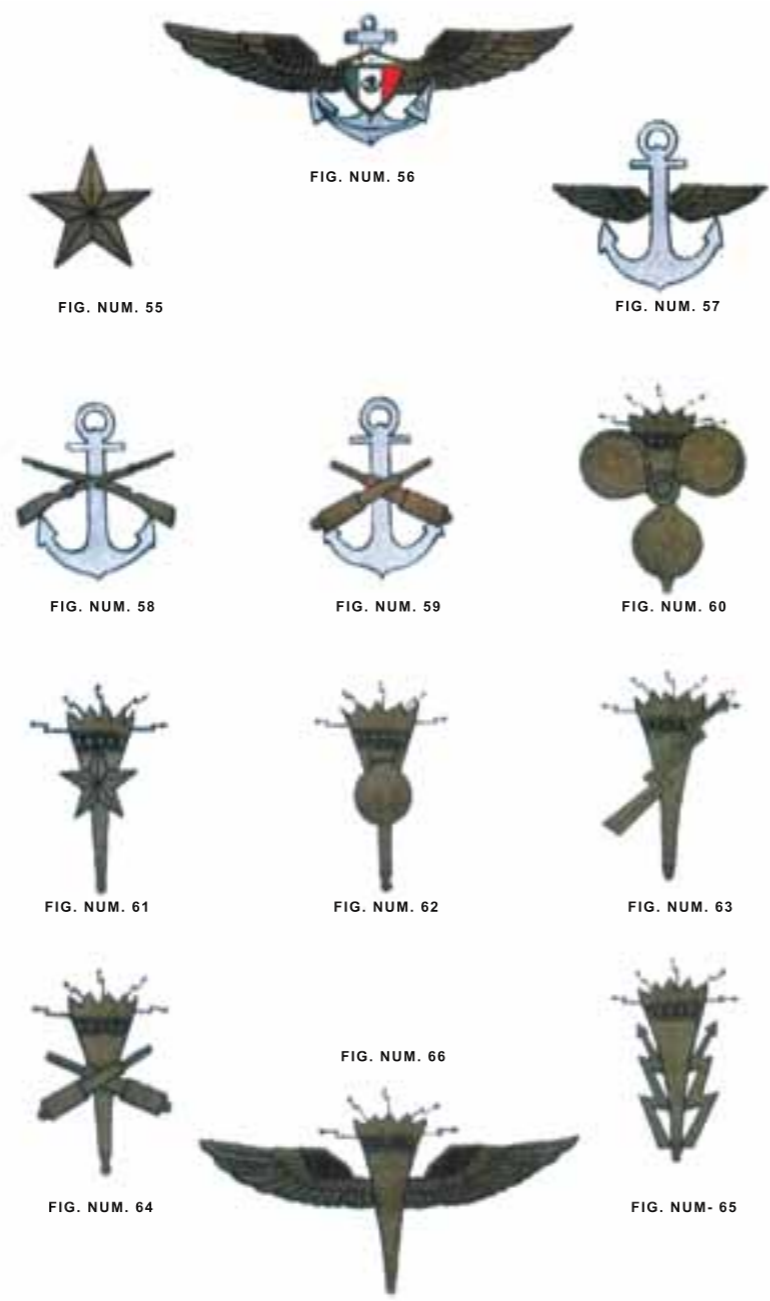 FIG. NUM. 56
FIG. NUM. 55
FIG. NUM. 57
FIG. NUM. 58
FIG. NUM. 59
FIG. NUM. 60
FIG. NUM. 61
FIG. NUM. 62
FIG. NUM. 63
FIG. NUM. 66
FIG. NUM. 64
FIG. NUM- 65